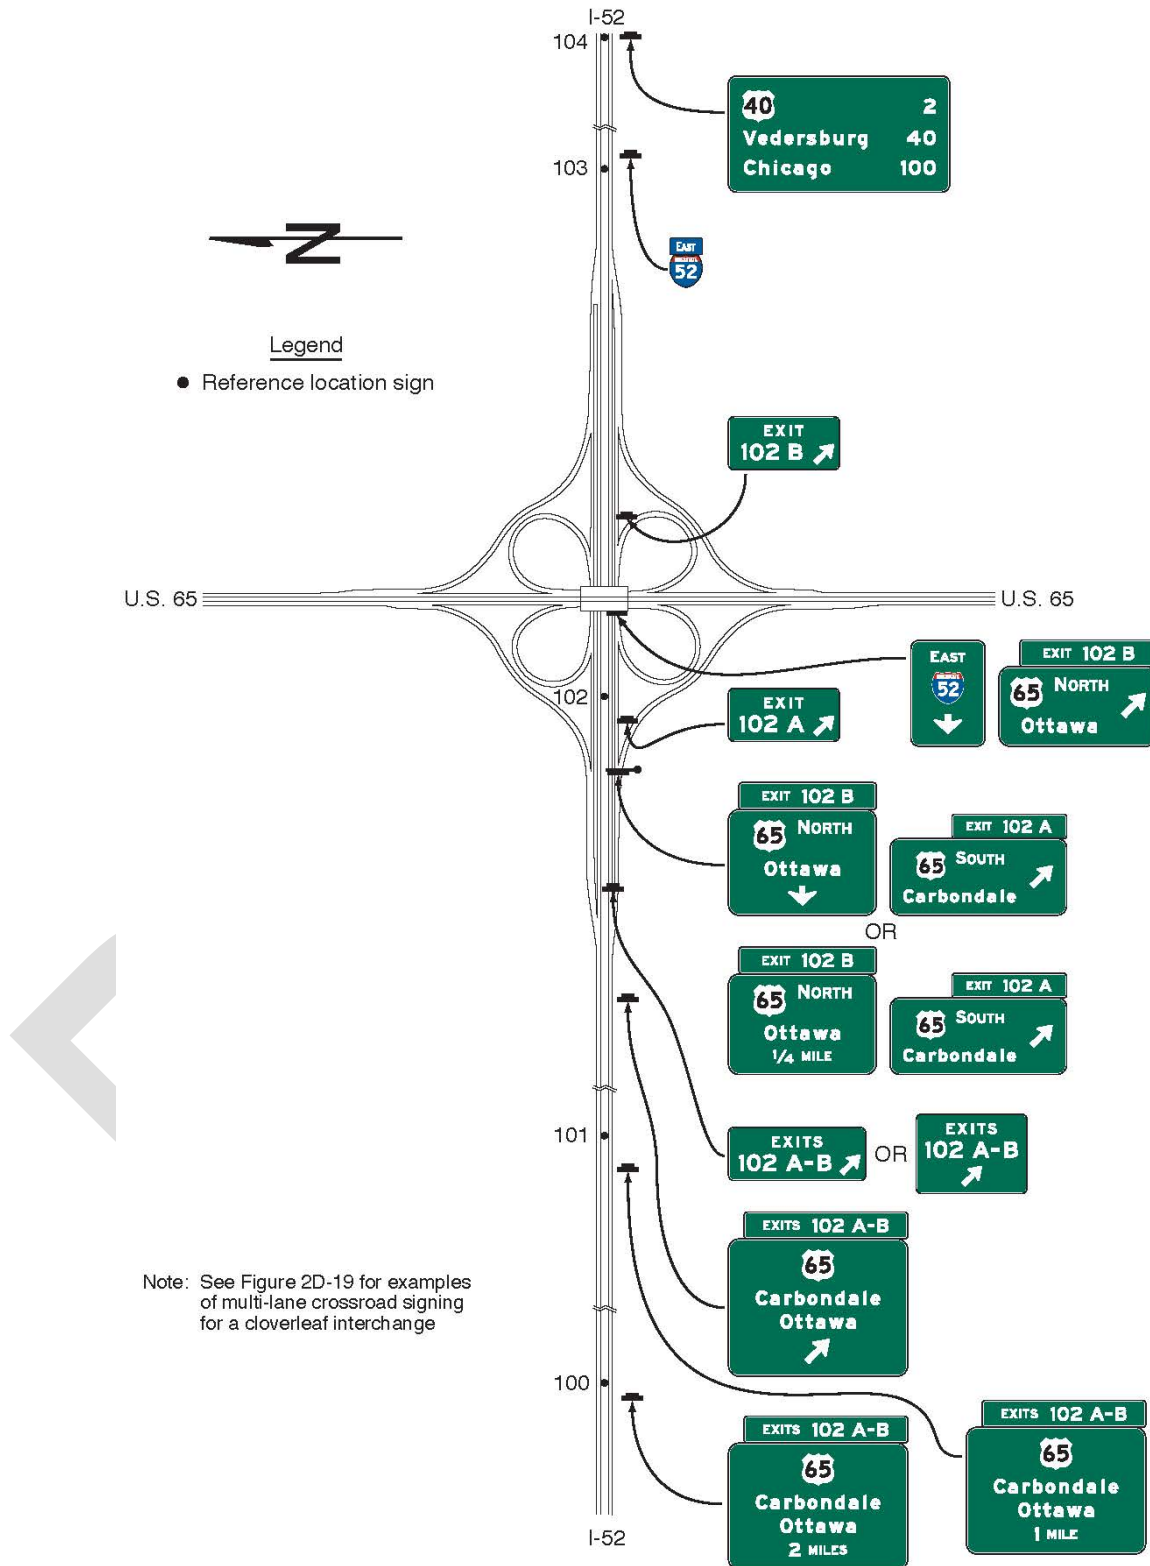 I-52
104
40 2
Vedersburg 40
Chicago 100
103
EAST
INTERSTATE
52
N
Legend
Reference location sign
EXIT
102 B
U.S. 65
U.S. 65
EAST
INTERSTATE
52
EXIT 102 B
65 NORTH
Ottawa
102
EXIT
102 A
EXIT 102 B
65 NORTH
Ottawa
EXIT 102 A
65 SOUTH
Carbondale
OR
EXIT 102 B
65 NORTH
Ottawa
1/4 MILE
EXIT 102 A
65 SOUTH
Carbondale
101
EXITS
102 A-B
OR
EXITS
102 A-B
EXITS 102 A-B
65
Carbondale
Ottawa
Note: See Figure 2D-19 for examples
of multi-lane crossroad signing
for a cloverleaf interchange
100
EXITS 102 A-B
65
Carbondale
Ottawa
2 MILES
EXITS 102 A-B
65
Carbondale
Ottawa
1 MILE
I-52